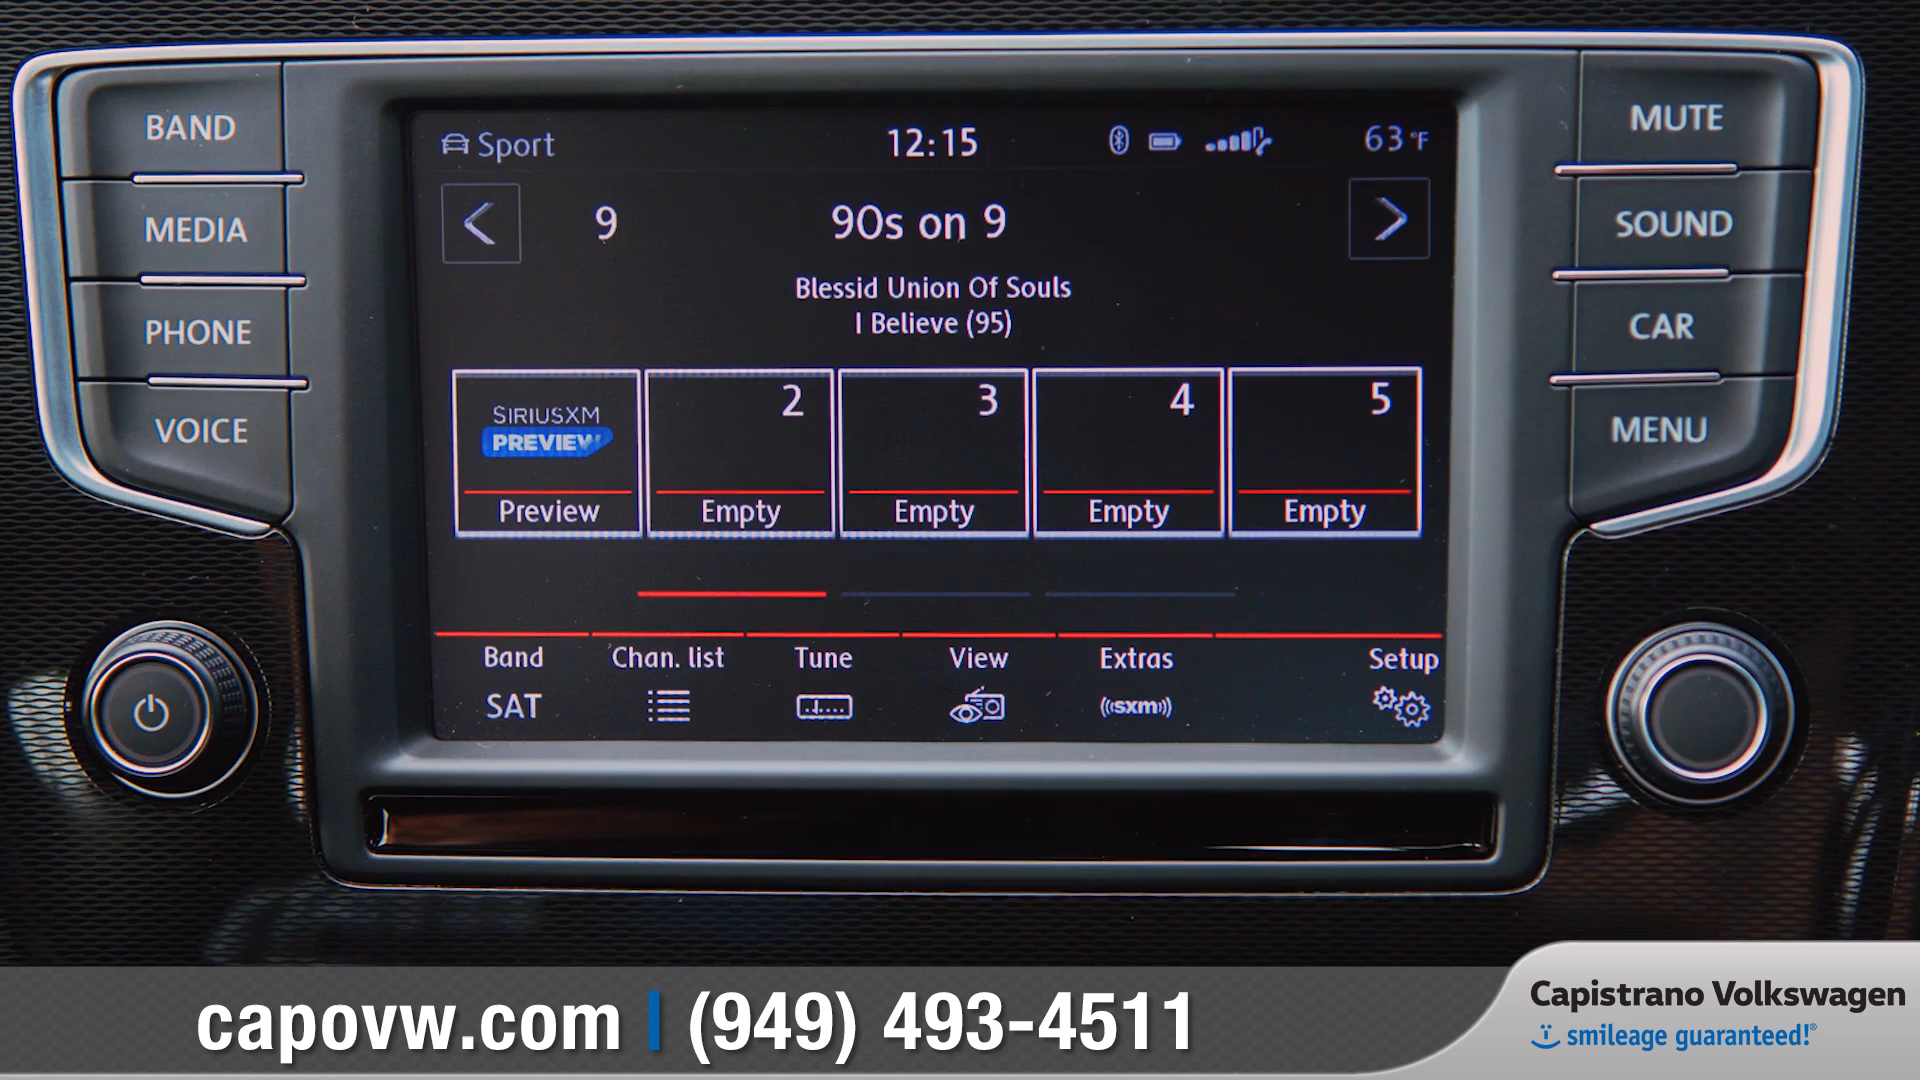 BAND
MEDIA
PHONE
VOICE
Sport 12:15 63°F
9 90s on 9
Blessid Union Of Souls
I Believe (95)
SIRIUSXM
PREVIEW
Preview
2
Empty
3
Empty
4
Empty
5
Empty
Band Chan. list Tune View Extras Setup
SAT ((sxm))
MUTE
SOUND
CAR
MENU
capovw.com | (949) 493-4511
Capistrano Volkswagen
smileage guaranteed!®